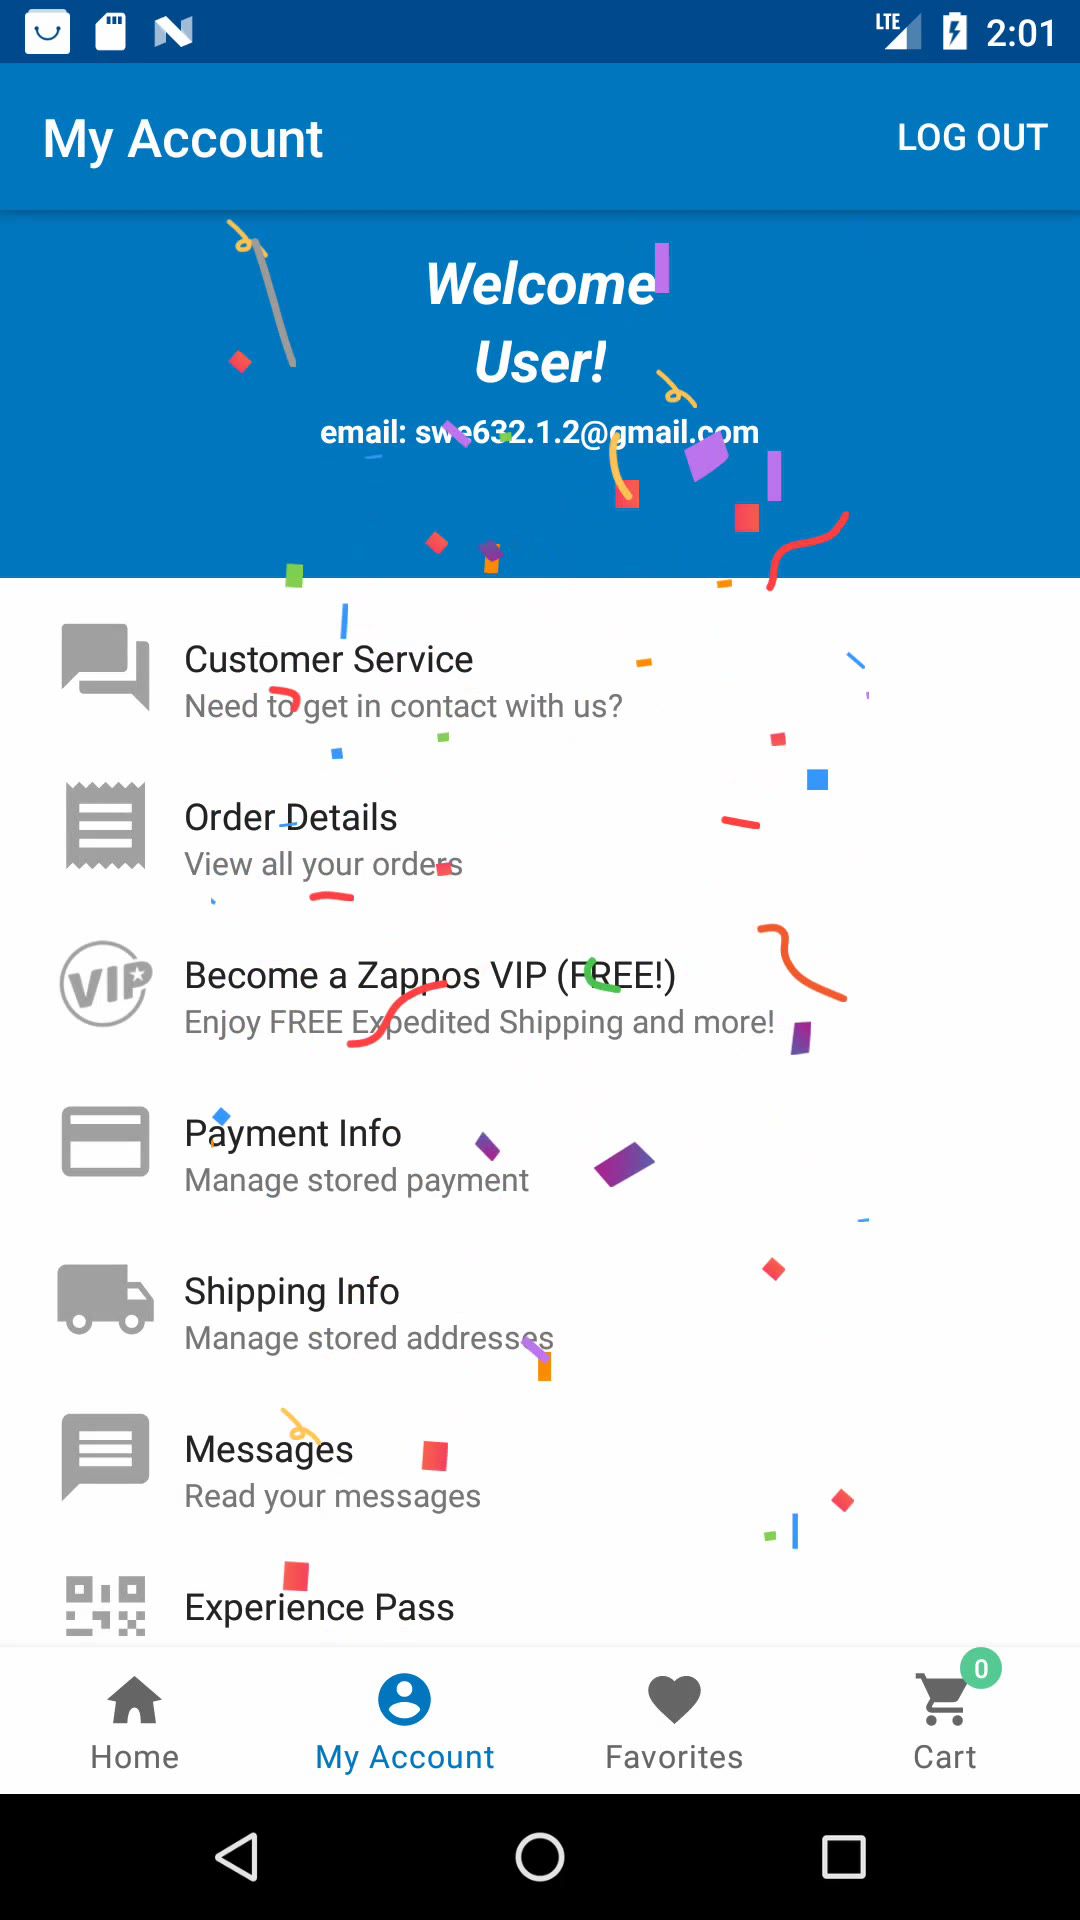 LTE 2:01
My Account LOG OUT
Welcome
User!
email: swe632.1.2@gmail.com
Customer Service
Need to get in contact with us?
Order Details
View all your orders
VIP
Become a Zappos VIP (FREE!)
Enjoy FREE Expedited Shipping and more!
Payment Info
Manage stored payment
Shipping Info
Manage stored addresses
Messages
Read your messages
Experience Pass
0
Home My Account Favorites Cart